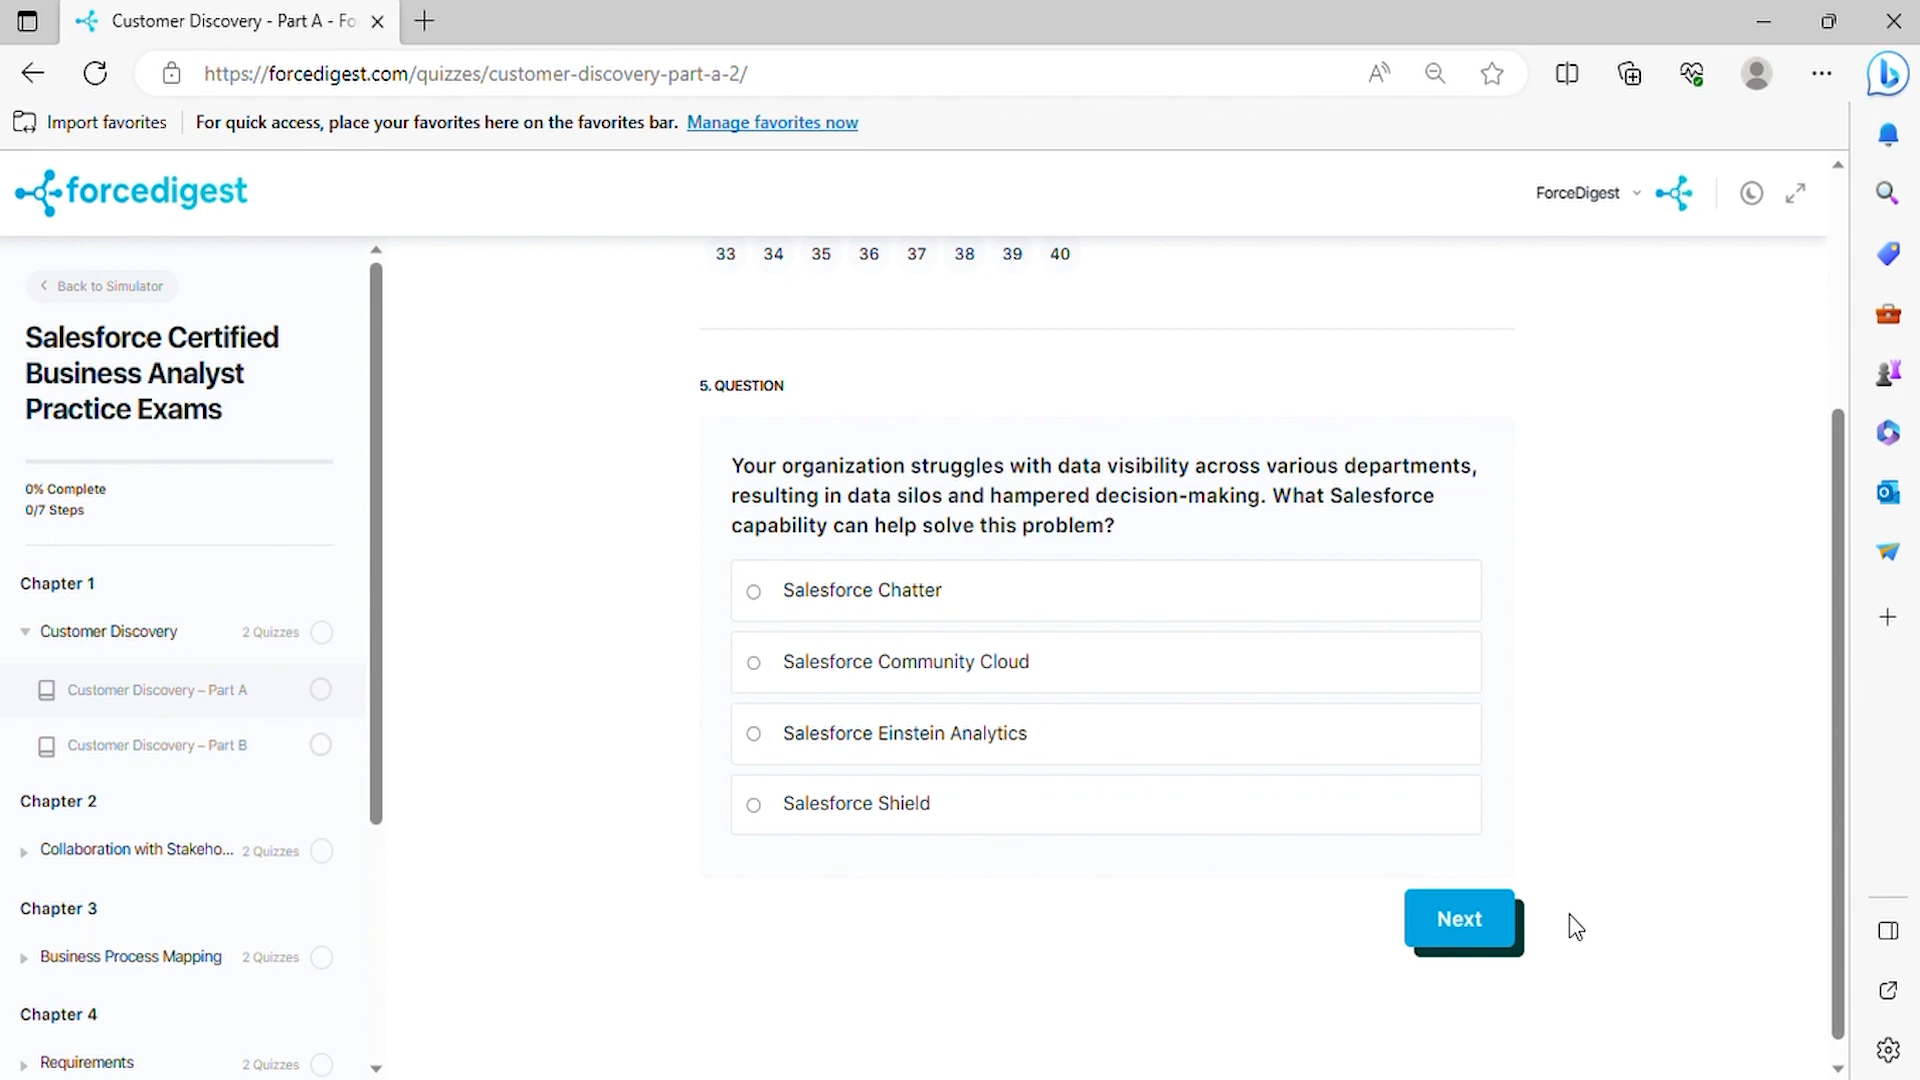 Customer Discovery - Part A - Fo
https://forcedigest.com/quizzes/customer-discovery-part-a-2/
Import favorites
For quick access, place your favorites here on the favorites bar. Manage favorites now
forcedigest
ForceDigest
Back to Simulator
Salesforce Certified
Business Analyst
Practice Exams
0% Complete
0/7 Steps
Chapter 1
Customer Discovery 2 Quizzes
Customer Discovery – Part A
Customer Discovery – Part B
Chapter 2
Collaboration with Stakeho... 2 Quizzes
Chapter 3
Business Process Mapping 2 Quizzes
Chapter 4
Requirements 2 Quizzes
33 34 35 36 37 38 39 40
5. QUESTION
Your organization struggles with data visibility across various departments,
resulting in data silos and hampered decision-making. What Salesforce
capability can help solve this problem?
Salesforce Chatter
Salesforce Community Cloud
Salesforce Einstein Analytics
Salesforce Shield
Next